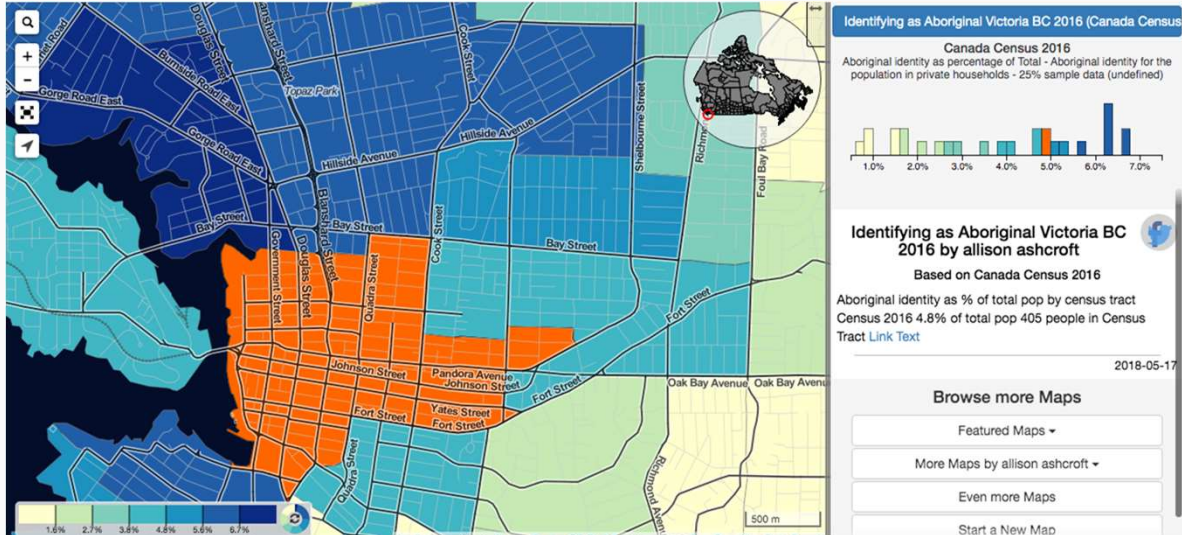 Identifying as Aboriginal Victoria BC 2016 (Canada Census
Canada Census 2016
Aboriginal identity as percentage of Total - Aboriginal identity for the
population in private households - 25% sample data (undefined)
1.0% 2.0% 3.0% 4.0% 5.0% 6.0% 7.0%
Identifying as Aboriginal Victoria BC
2016 by allison ashcroft
Based on Canada Census 2016
Aboriginal identity as % of total pop by census tract
Census 2016 4.8% of total pop 405 people in Census
Tract Link Text
2018-05-17
Browse more Maps
Featured Maps
More Maps by allison ashcroft
Even more Maps
Start a New Map
Douglas Street
Blanshard Street
Cook Street
Burnside Road East
Gorge Road East
Topaz Park
Gorge Road East
Hillside Avenue
Hillside Avenue
Shelbourne Street
Richmo
Foul Bay Road
Bay Street
Blanshard Street
Bay Street
Cook Street
Bay Street
Government Street
Douglas Street
Quadra Street
Fort Street
Johnson Street
Pandora Avenue
Johnson Street
Fort Street
Oak Bay Avenue
Oak Bay Avenu
Fort Street
Yates Street
Fort Street
Quadra Street
Richmond Avenu
1.6% 2.7% 3.8% 4.8% 5.6% 6.7%
500 m